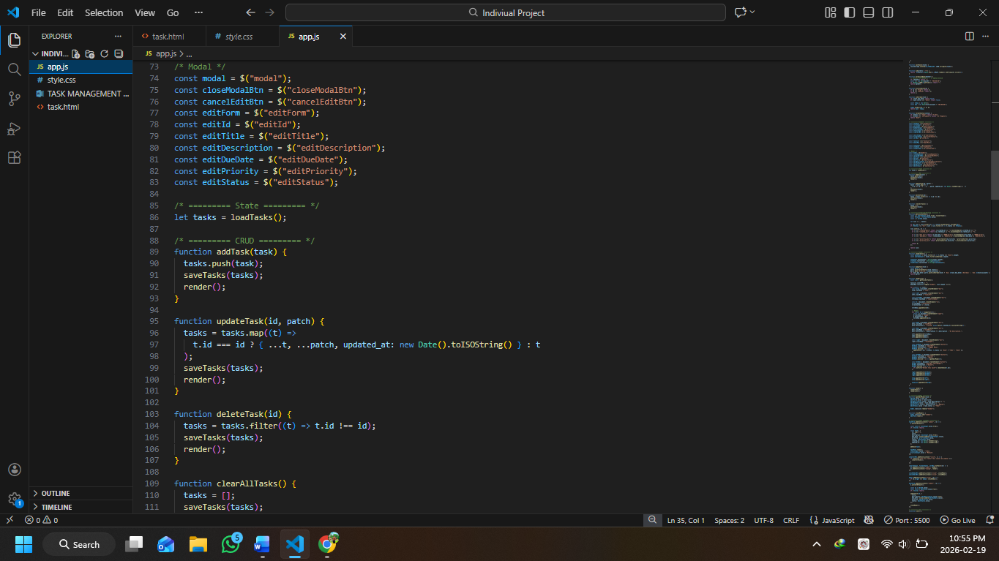 File Edit Selection View Go ···
Indiviual Project
EXPLORER ···
INDIVI...
JS app.js
# style.css
TASK MANAGEMENT ...
<> task.html
OUTLINE
TIMELINE
<> task.html
# style.css
JS app.js
JS app.js > ...
73 /* Modal */
74 const modal = $("modal");
75 const closeModalBtn = $("closeModalBtn");
76 const cancelEditBtn = $("cancelEditBtn");
77 const editForm = $("editForm");
78 const editId = $("editId");
79 const editTitle = $("editTitle");
80 const editDescription = $("editDescription");
81 const editDueDate = $("editDueDate");
82 const editPriority = $("editPriority");
83 const editStatus = $("editStatus");
84
85 /* ========= State ========= */
86 let tasks = loadTasks();
87
88 /* ========= CRUD ========= */
89 function addTask(task) {
90 tasks.push(task);
91 saveTasks(tasks);
92 render();
93 }
94
95 function updateTask(id, patch) {
96 tasks = tasks.map((t) =>
97 t.id === id ? { ...t, ...patch, updated_at: new Date().toISOString() } : t
98 );
99 saveTasks(tasks);
100 render();
101 }
102
103 function deleteTask(id) {
104 tasks = tasks.filter((t) => t.id !== id);
105 saveTasks(tasks);
106 render();
107 }
108
109 function clearAllTasks() {
110 tasks = [];
111 saveTasks(tasks);
1
0 0
Ln 35, Col 1 Spaces: 2 UTF-8 CRLF {} JavaScript Port : 5500 Go Live
Search
5
10:55 PM
2026-02-19